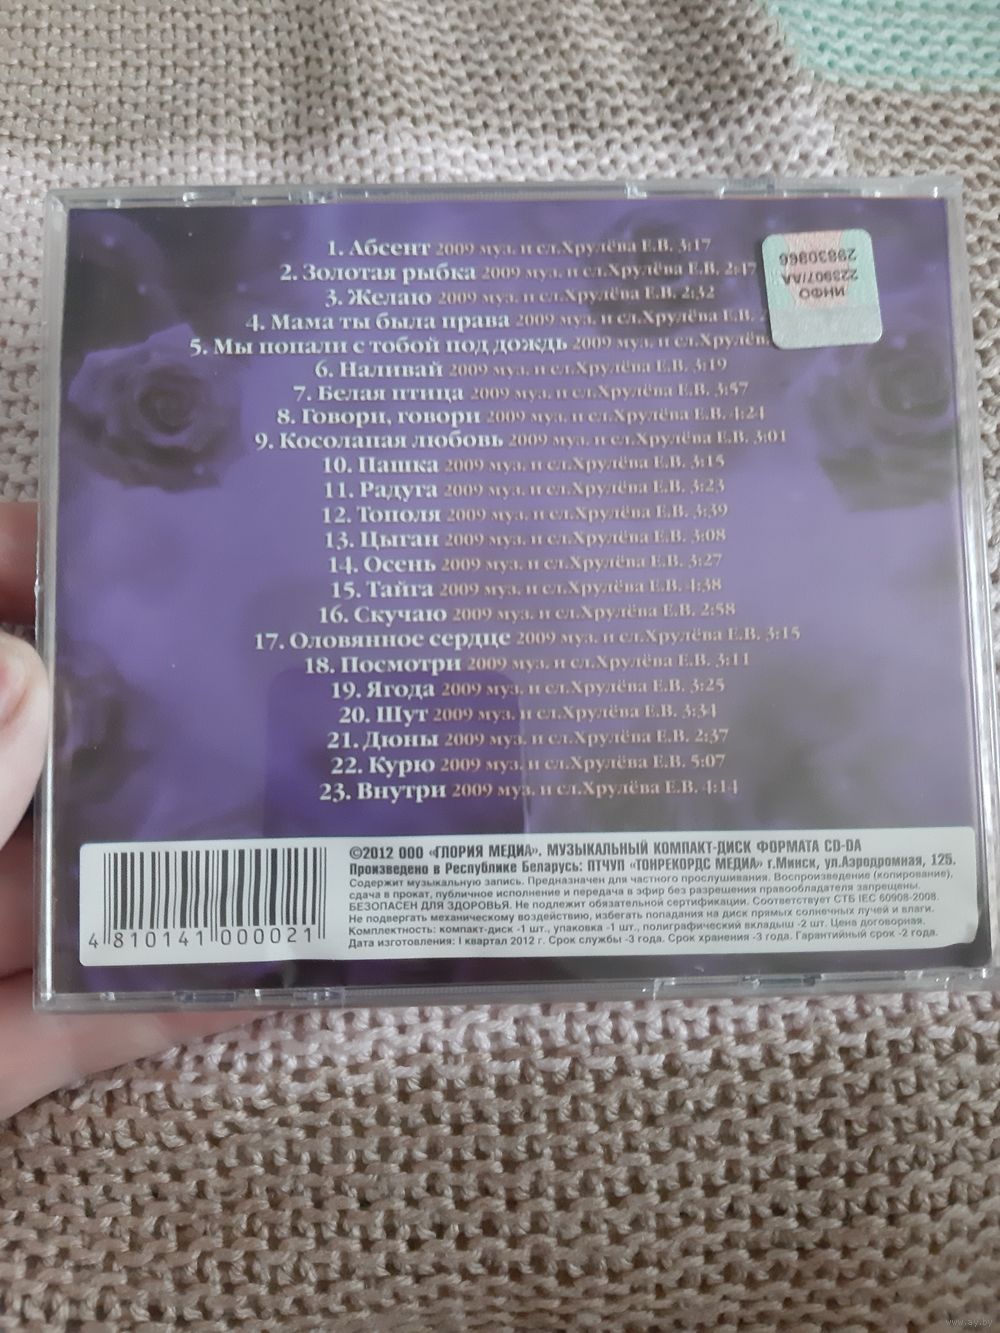 1. Абсент 2009 муз. и сл.Хрулёва Е.В. 3:17
2. Золотая рыбка 2009 муз. и сл.Хрулёва Е.В. 2:17
3. Желаю 2009 муз. и сл.Хрулёва Е.В. 2:32
4. Мама ты была права 2009 муз. и сл.Хрулёва Е.В.
5. Мы попали с тобой под дождь 2009 муз. и сл.Хрулёв
6. Наливай 2009 муз. и сл.Хрулёва Е.В. 3:19
7. Белая птица 2009 муз. и сл.Хрулёва Е.В. 3:57
8. Говори, говори 2009 муз. и сл.Хрулёва Е.В. 4:24
9. Косолапая любовь 2009 муз. и сл.Хрулёва Е.В. 3:01
10. Пашка 2009 муз. и сл.Хрулёва Е.В. 3:15
11. Радуга 2009 муз. и сл.Хрулёва Е.В. 3:23
12. Тополя 2009 муз. и сл.Хрулёва Е.В. 3:39
13. Цыган 2009 муз. и сл.Хрулёва Е.В. 3:08
14. Осень 2009 муз. и сл.Хрулёва Е.В. 3:27
15. Тайга 2009 муз. и сл.Хрулёва Е.В. 4:38
16. Скучаю 2009 муз. и сл.Хрулёва Е.В. 2:58
17. Оловянное сердце 2009 муз. и сл.Хрулёва Е.В. 3:15
18. Посмотри 2009 муз. и сл.Хрулёва Е.В. 3:11
19. Ягода 2009 муз. и сл.Хрулёва Е.В. 3:25
20. Шут 2009 муз. и сл.Хрулёва Е.В. 3:34
21. Дюны 2009 муз. и сл.Хрулёва Е.В. 2:37
22. Курю 2009 муз. и сл.Хрулёва Е.В. 5:07
23. Внутри 2009 муз. и сл.Хрулёва Е.В. 4:14
ИНФО
223907/АА
29830866
©2012 ООО «ГЛОРИЯ МЕДИА». МУЗЫКАЛЬНЫЙ КОМПАКТ-ДИСК ФОРМАТА CD-DA
Произведено в Республике Беларусь: ПТЧУП «ТОНРЕКОРДС МЕДИА» г.Минск, ул.Аэродромная, 125.
Содержит музыкальную запись. Предназначен для частного прослушивания. Воспроизведение (копирование),
сдача в прокат, публичное исполнение и передача в эфир без разрешения правообладателя запрещены.
БЕЗОПАСЕН ДЛЯ ЗДОРОВЬЯ. Не подлежит обязательной сертификации. Соответствует СТБ IEC 60908-2008.
Не подвергать механическому воздействию, избегать попадания на диск прямых солнечных лучей и влаги.
Комплектность: компакт-диск -1 шт., упаковка -1 шт., полиграфический вкладыш -2 шт. Цена договорная.
Дата изготовления: I квартал 2012 г. Срок службы -3 года. Срок хранения -3 года. Гарантийный срок -2 года.
4 810141 000021
www.ay.by